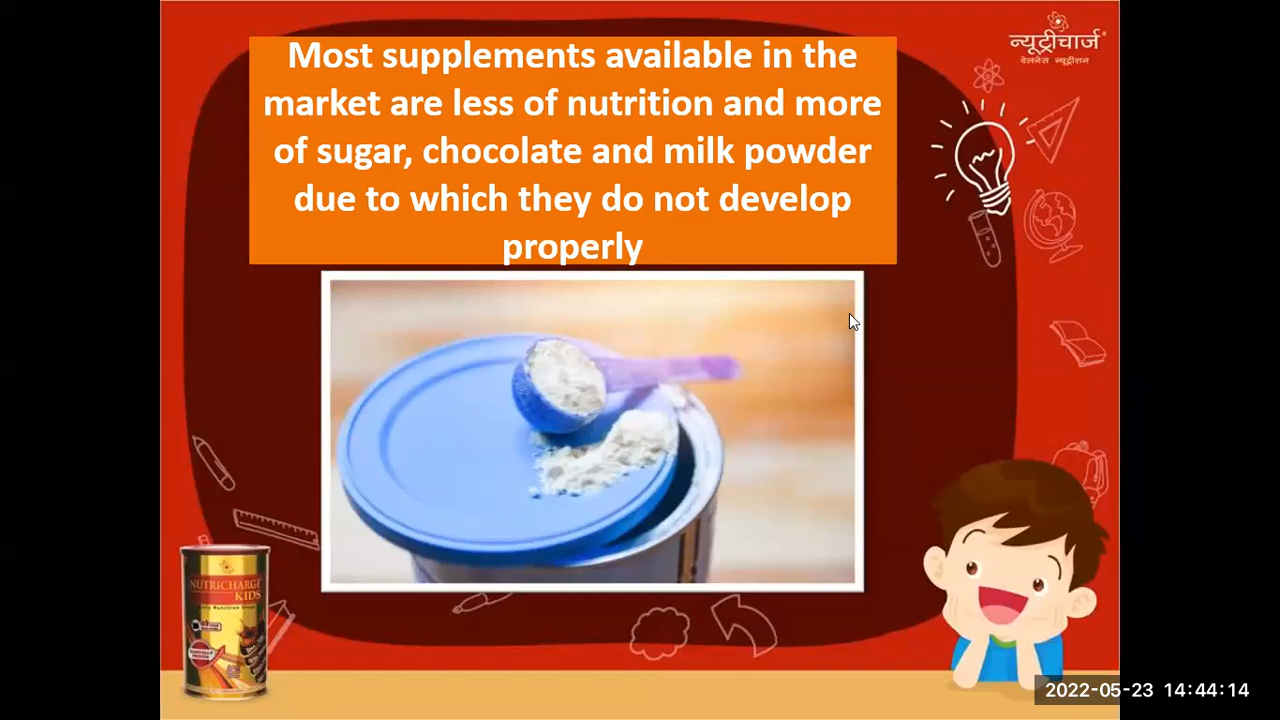 Most supplements available in the
market are less of nutrition and more
of sugar, chocolate and milk powder
due to which they do not develop
properly
न्यूट्रीचार्ज
वेलनेस न्यूट्रीशन
NUTRICHARGE
KIDS
2022-05-23 14:44:14